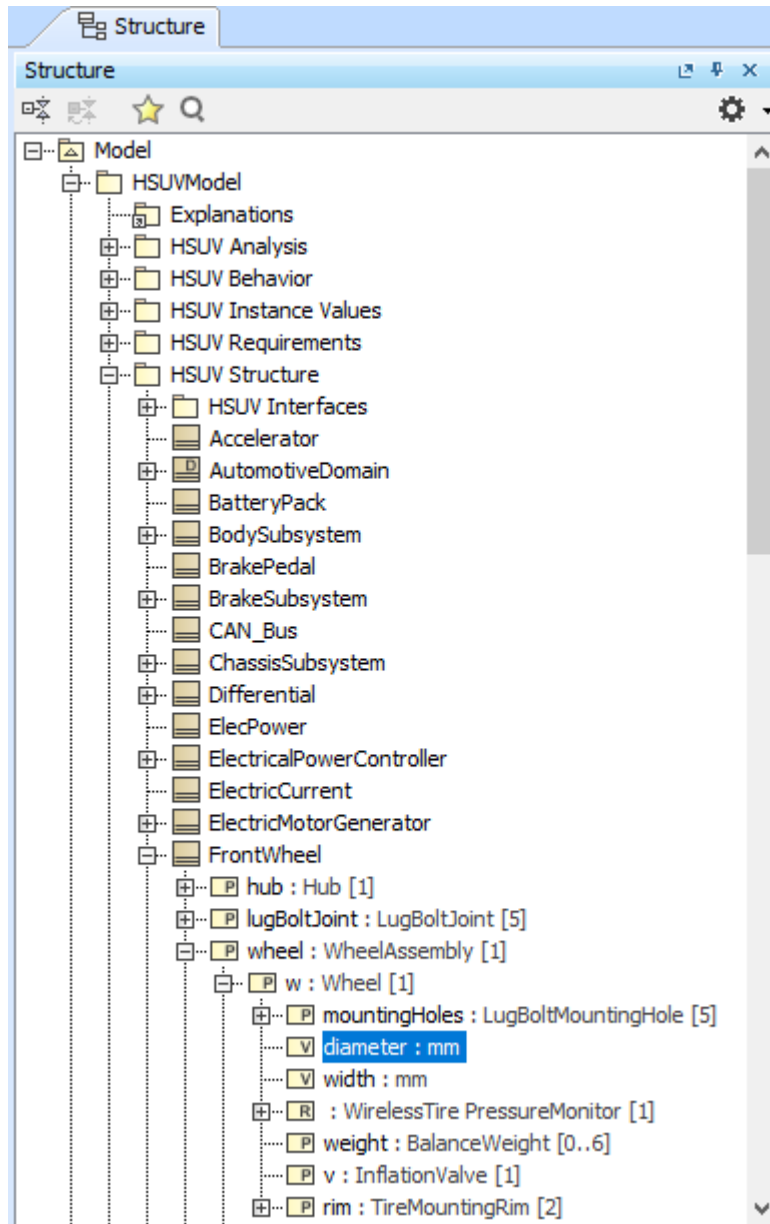 Structure
Structure
Model
HSUVModel
Explanations
HSUV Analysis
HSUV Behavior
HSUV Instance Values
HSUV Requirements
HSUV Structure
HSUV Interfaces
Accelerator
D AutomotiveDomain
BatteryPack
BodySubsystem
BrakePedal
BrakeSubsystem
CAN_Bus
ChassisSubsystem
Differential
ElecPower
ElectricalPowerController
ElectricCurrent
ElectricMotorGenerator
FrontWheel
P hub : Hub [1]
P lugBoltJoint : LugBoltJoint [5]
P wheel : WheelAssembly [1]
P w : Wheel [1]
P mountingHoles : LugBoltMountingHole [5]
V diameter : mm
V width : mm
R : WirelessTire PressureMonitor [1]
P weight : BalanceWeight [0..6]
P v : InflationValve [1]
P rim : TireMountingRim [2]